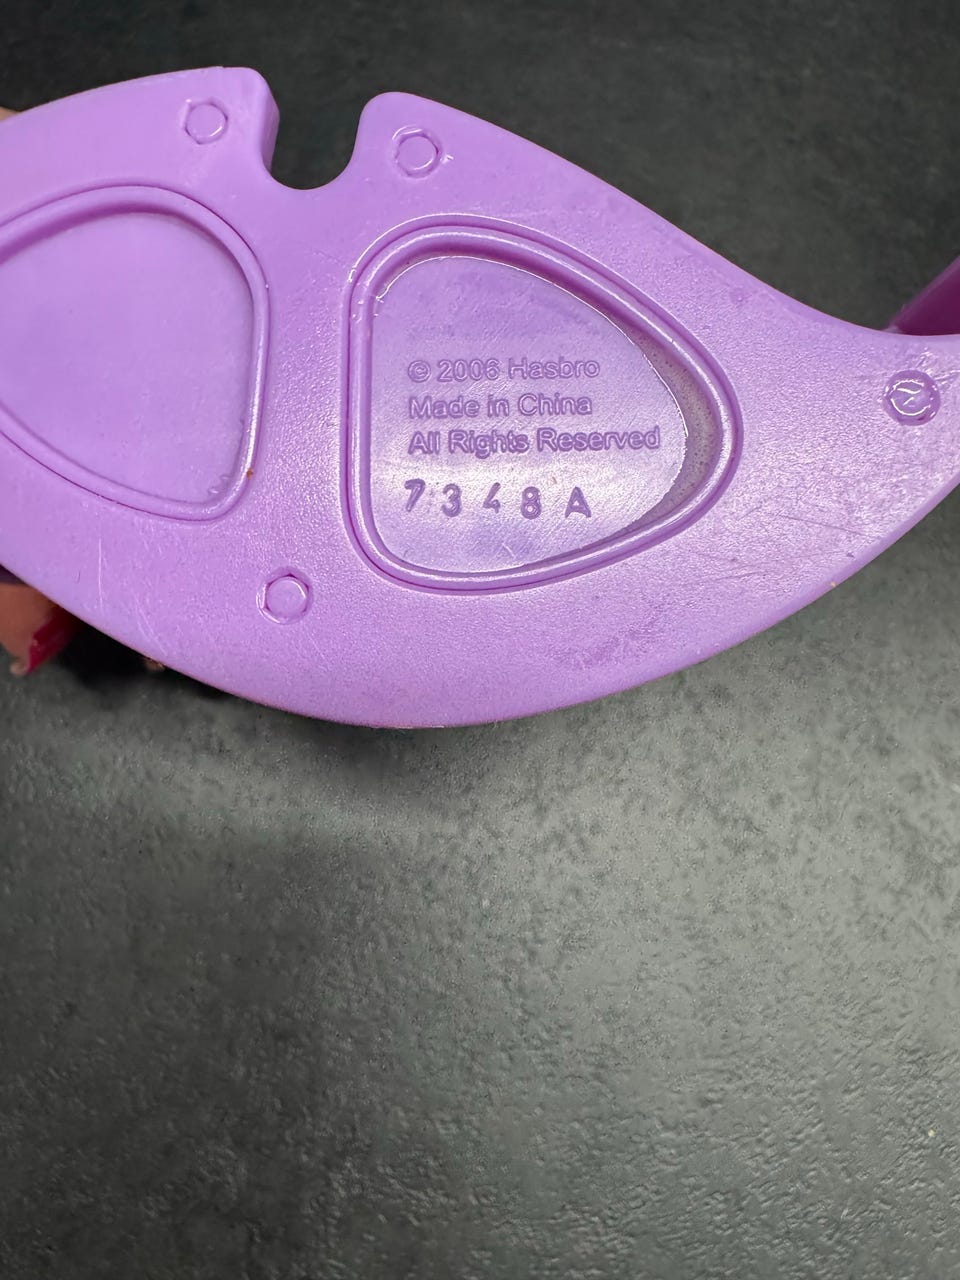 © 2006 Hasbro
Made in China
All Rights Reserved
7348A